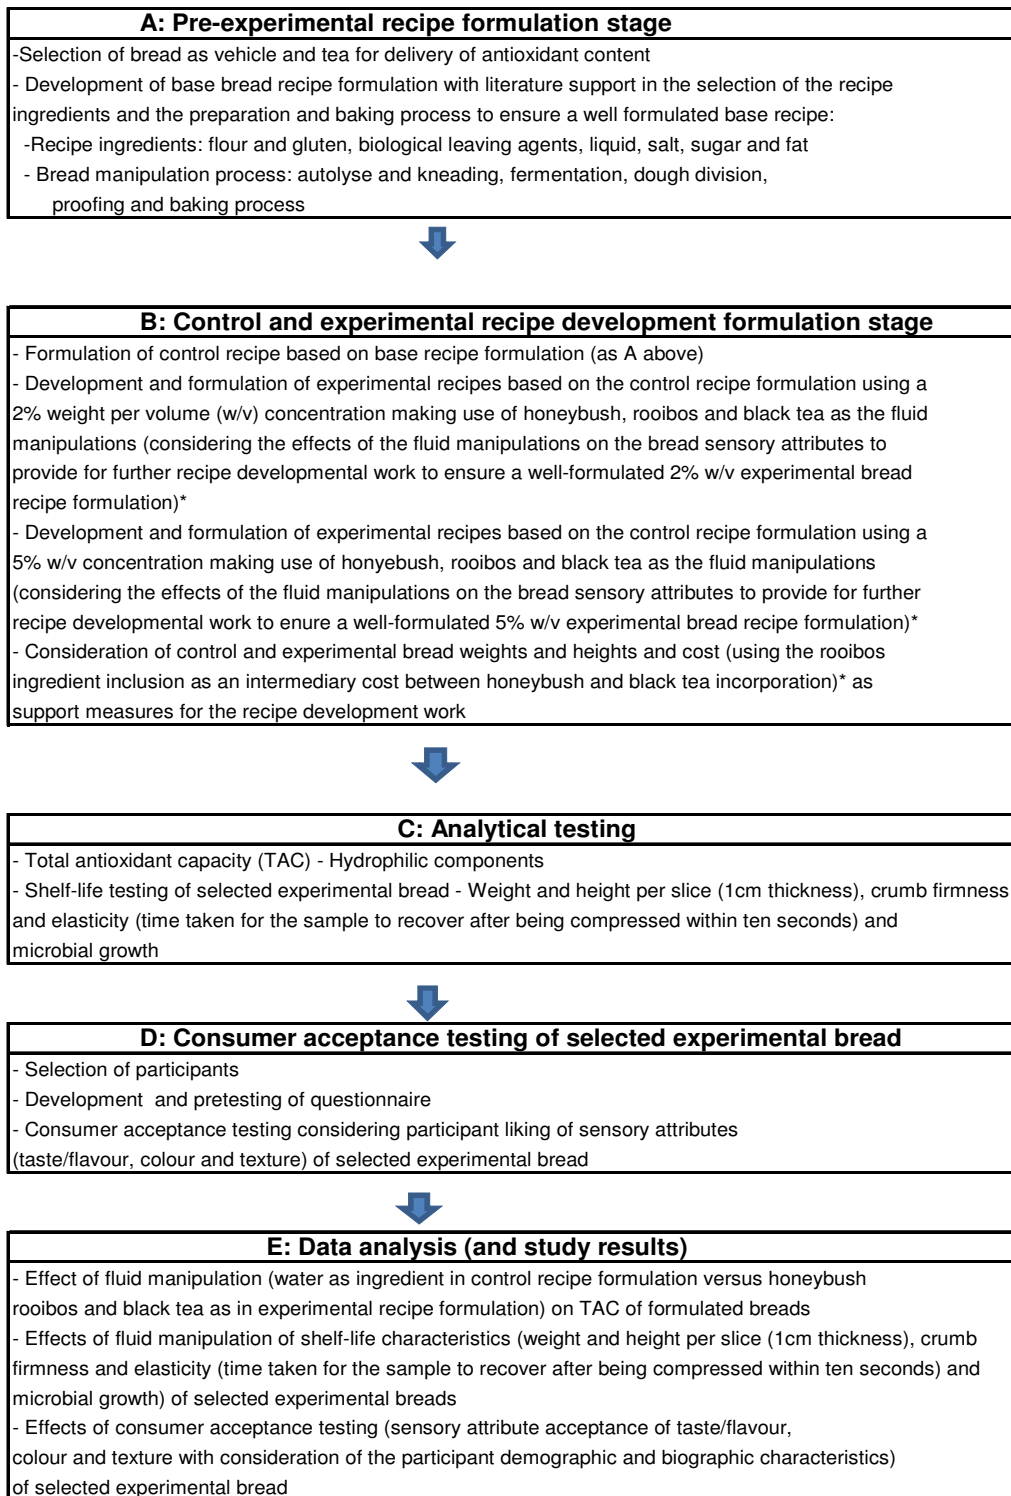 A: Pre-experimental recipe formulation stage
-Selection of bread as vehicle and tea for delivery of antioxidant content
- Development of base bread recipe formulation with literature support in the selection of the recipe
ingredients and the preparation and baking process to ensure a well formulated base recipe:
-Recipe ingredients: flour and gluten, biological leaving agents, liquid, salt, sugar and fat
- Bread manipulation process: autolyse and kneading, fermentation, dough division,
proofing and baking process
B: Control and experimental recipe development formulation stage
- Formulation of control recipe based on base recipe formulation (as A above)
- Development and formulation of experimental recipes based on the control recipe formulation using a
2% weight per volume (w/v) concentration making use of honeybush, rooibos and black tea as the fluid
manipulations (considering the effects of the fluid manipulations on the bread sensory attributes to
provide for further recipe developmental work to ensure a well-formulated 2% w/v experimental bread
recipe formulation)*
- Development and formulation of experimental recipes based on the control recipe formulation using a
5% w/v concentration making use of honyebush, rooibos and black tea as the fluid manipulations
(considering the effects of the fluid manipulations on the bread sensory attributes to provide for further
recipe developmental work to enure a well-formulated 5% w/v experimental bread recipe formulation)*
- Consideration of control and experimental bread weights and heights and cost (using the rooibos
ingredient inclusion as an intermediary cost between honeybush and black tea incorporation)* as
support measures for the recipe development work
C: Analytical testing
- Total antioxidant capacity (TAC) - Hydrophilic components
- Shelf-life testing of selected experimental bread - Weight and height per slice (1cm thickness), crumb firmness
and elasticity (time taken for the sample to recover after being compressed within ten seconds) and
microbial growth
D: Consumer acceptance testing of selected experimental bread
- Selection of participants
- Development and pretesting of questionnaire
- Consumer acceptance testing considering participant liking of sensory attributes
(taste/flavour, colour and texture) of selected experimental bread
E: Data analysis (and study results)
- Effect of fluid manipulation (water as ingredient in control recipe formulation versus honeybush
rooibos and black tea as in experimental recipe formulation) on TAC of formulated breads
- Effects of fluid manipulation of shelf-life characteristics (weight and height per slice (1cm thickness), crumb
firmness and elasticity (time taken for the sample to recover after being compressed within ten seconds) and
microbial growth) of selected experimental breads
- Effects of consumer acceptance testing (sensory attribute acceptance of taste/flavour,
colour and texture with consideration of the participant demographic and biographic characteristics)
of selected experimental bread